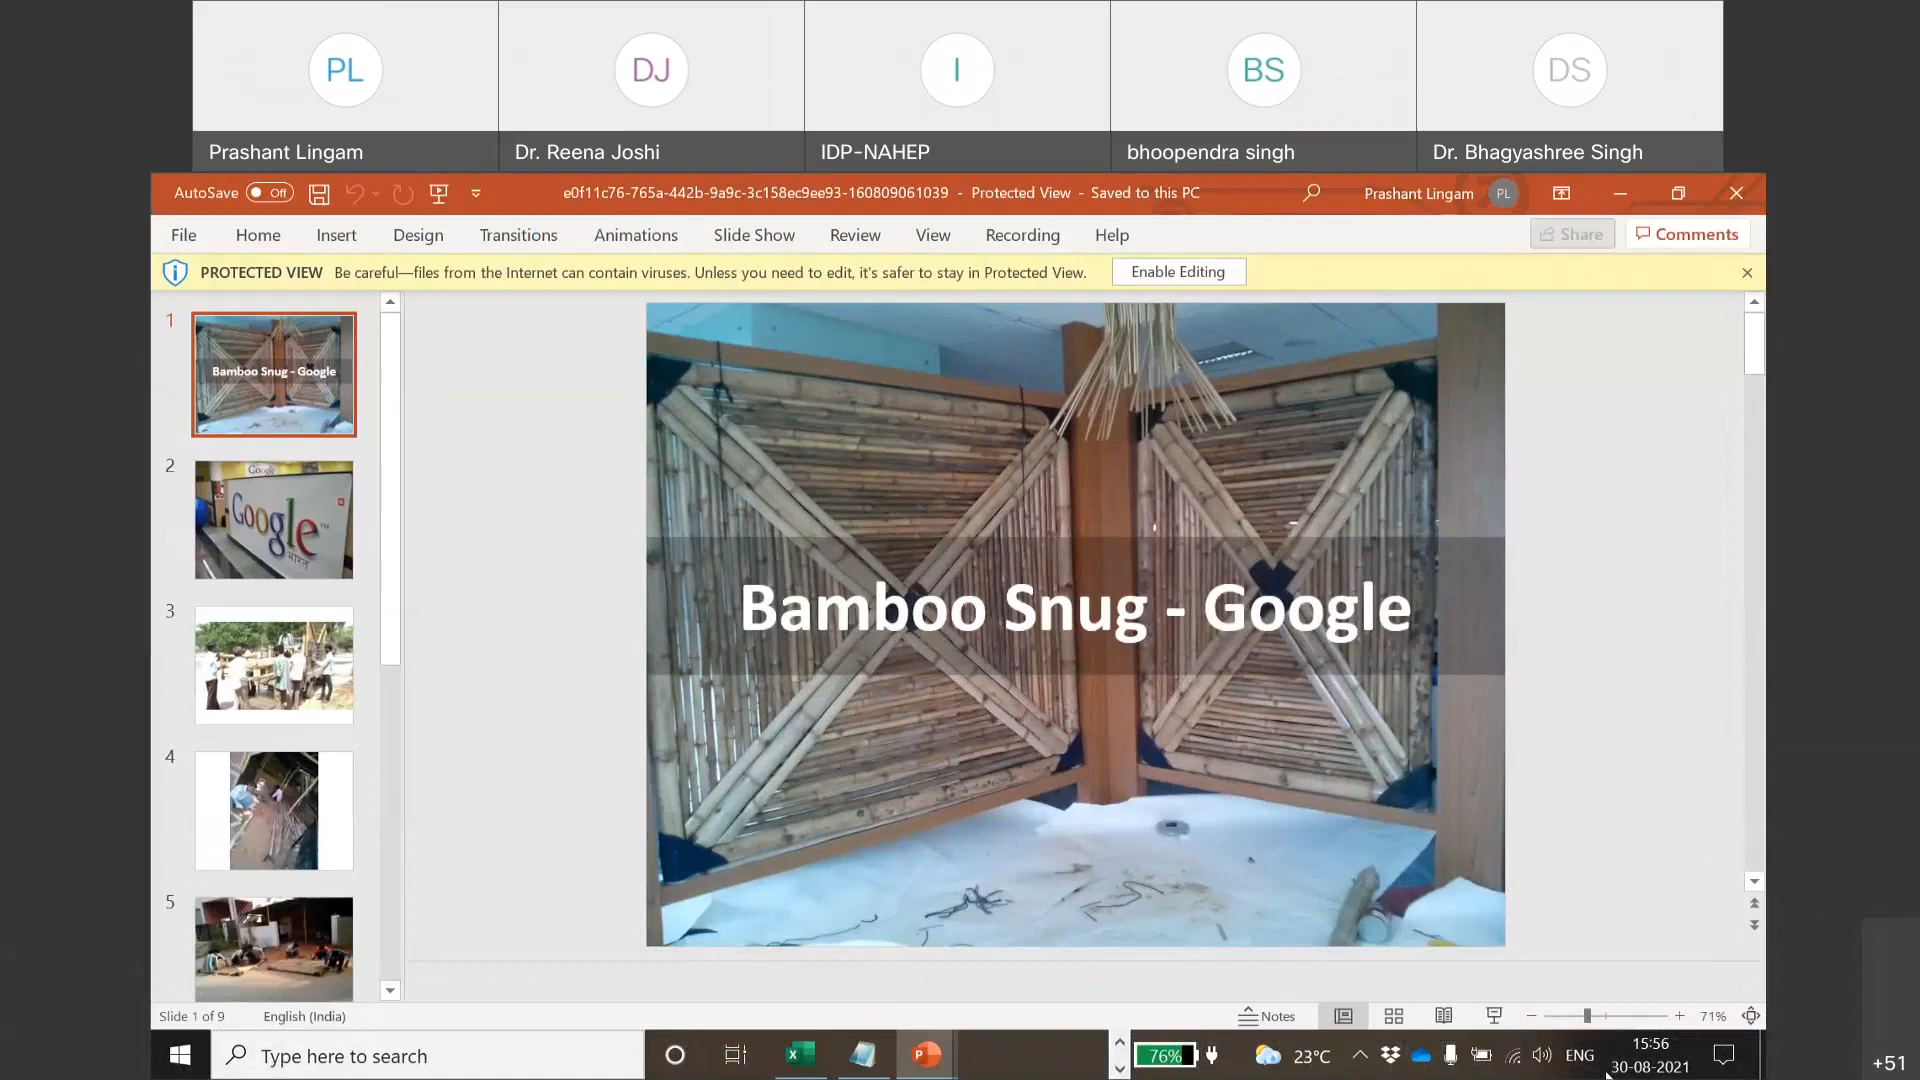 PL
DJ
I
BS
DS
Prashant Lingam
Dr. Reena Joshi
IDP-NAHEP
bhoopendra singh
Dr. Bhagyashree Singh
AutoSave Off
e0f11c76-765a-442b-9a9c-3c158ec9ee93-160809061039 - Protected View - Saved to this PC
Prashant Lingam PL
File Home Insert Design Transitions Animations Slide Show Review View Recording Help
Share Comments
PROTECTED VIEW Be careful—files from the Internet can contain viruses. Unless you need to edit, it's safer to stay in Protected View. Enable Editing
1
Bamboo Snug - Google
2
Google
Google
TM
भारत
3
4
5
Bamboo Snug - Google
Slide 1 of 9 English (India)
Notes 71%
Type here to search
76% 23°C ENG
15:56
30-08-2021
+51